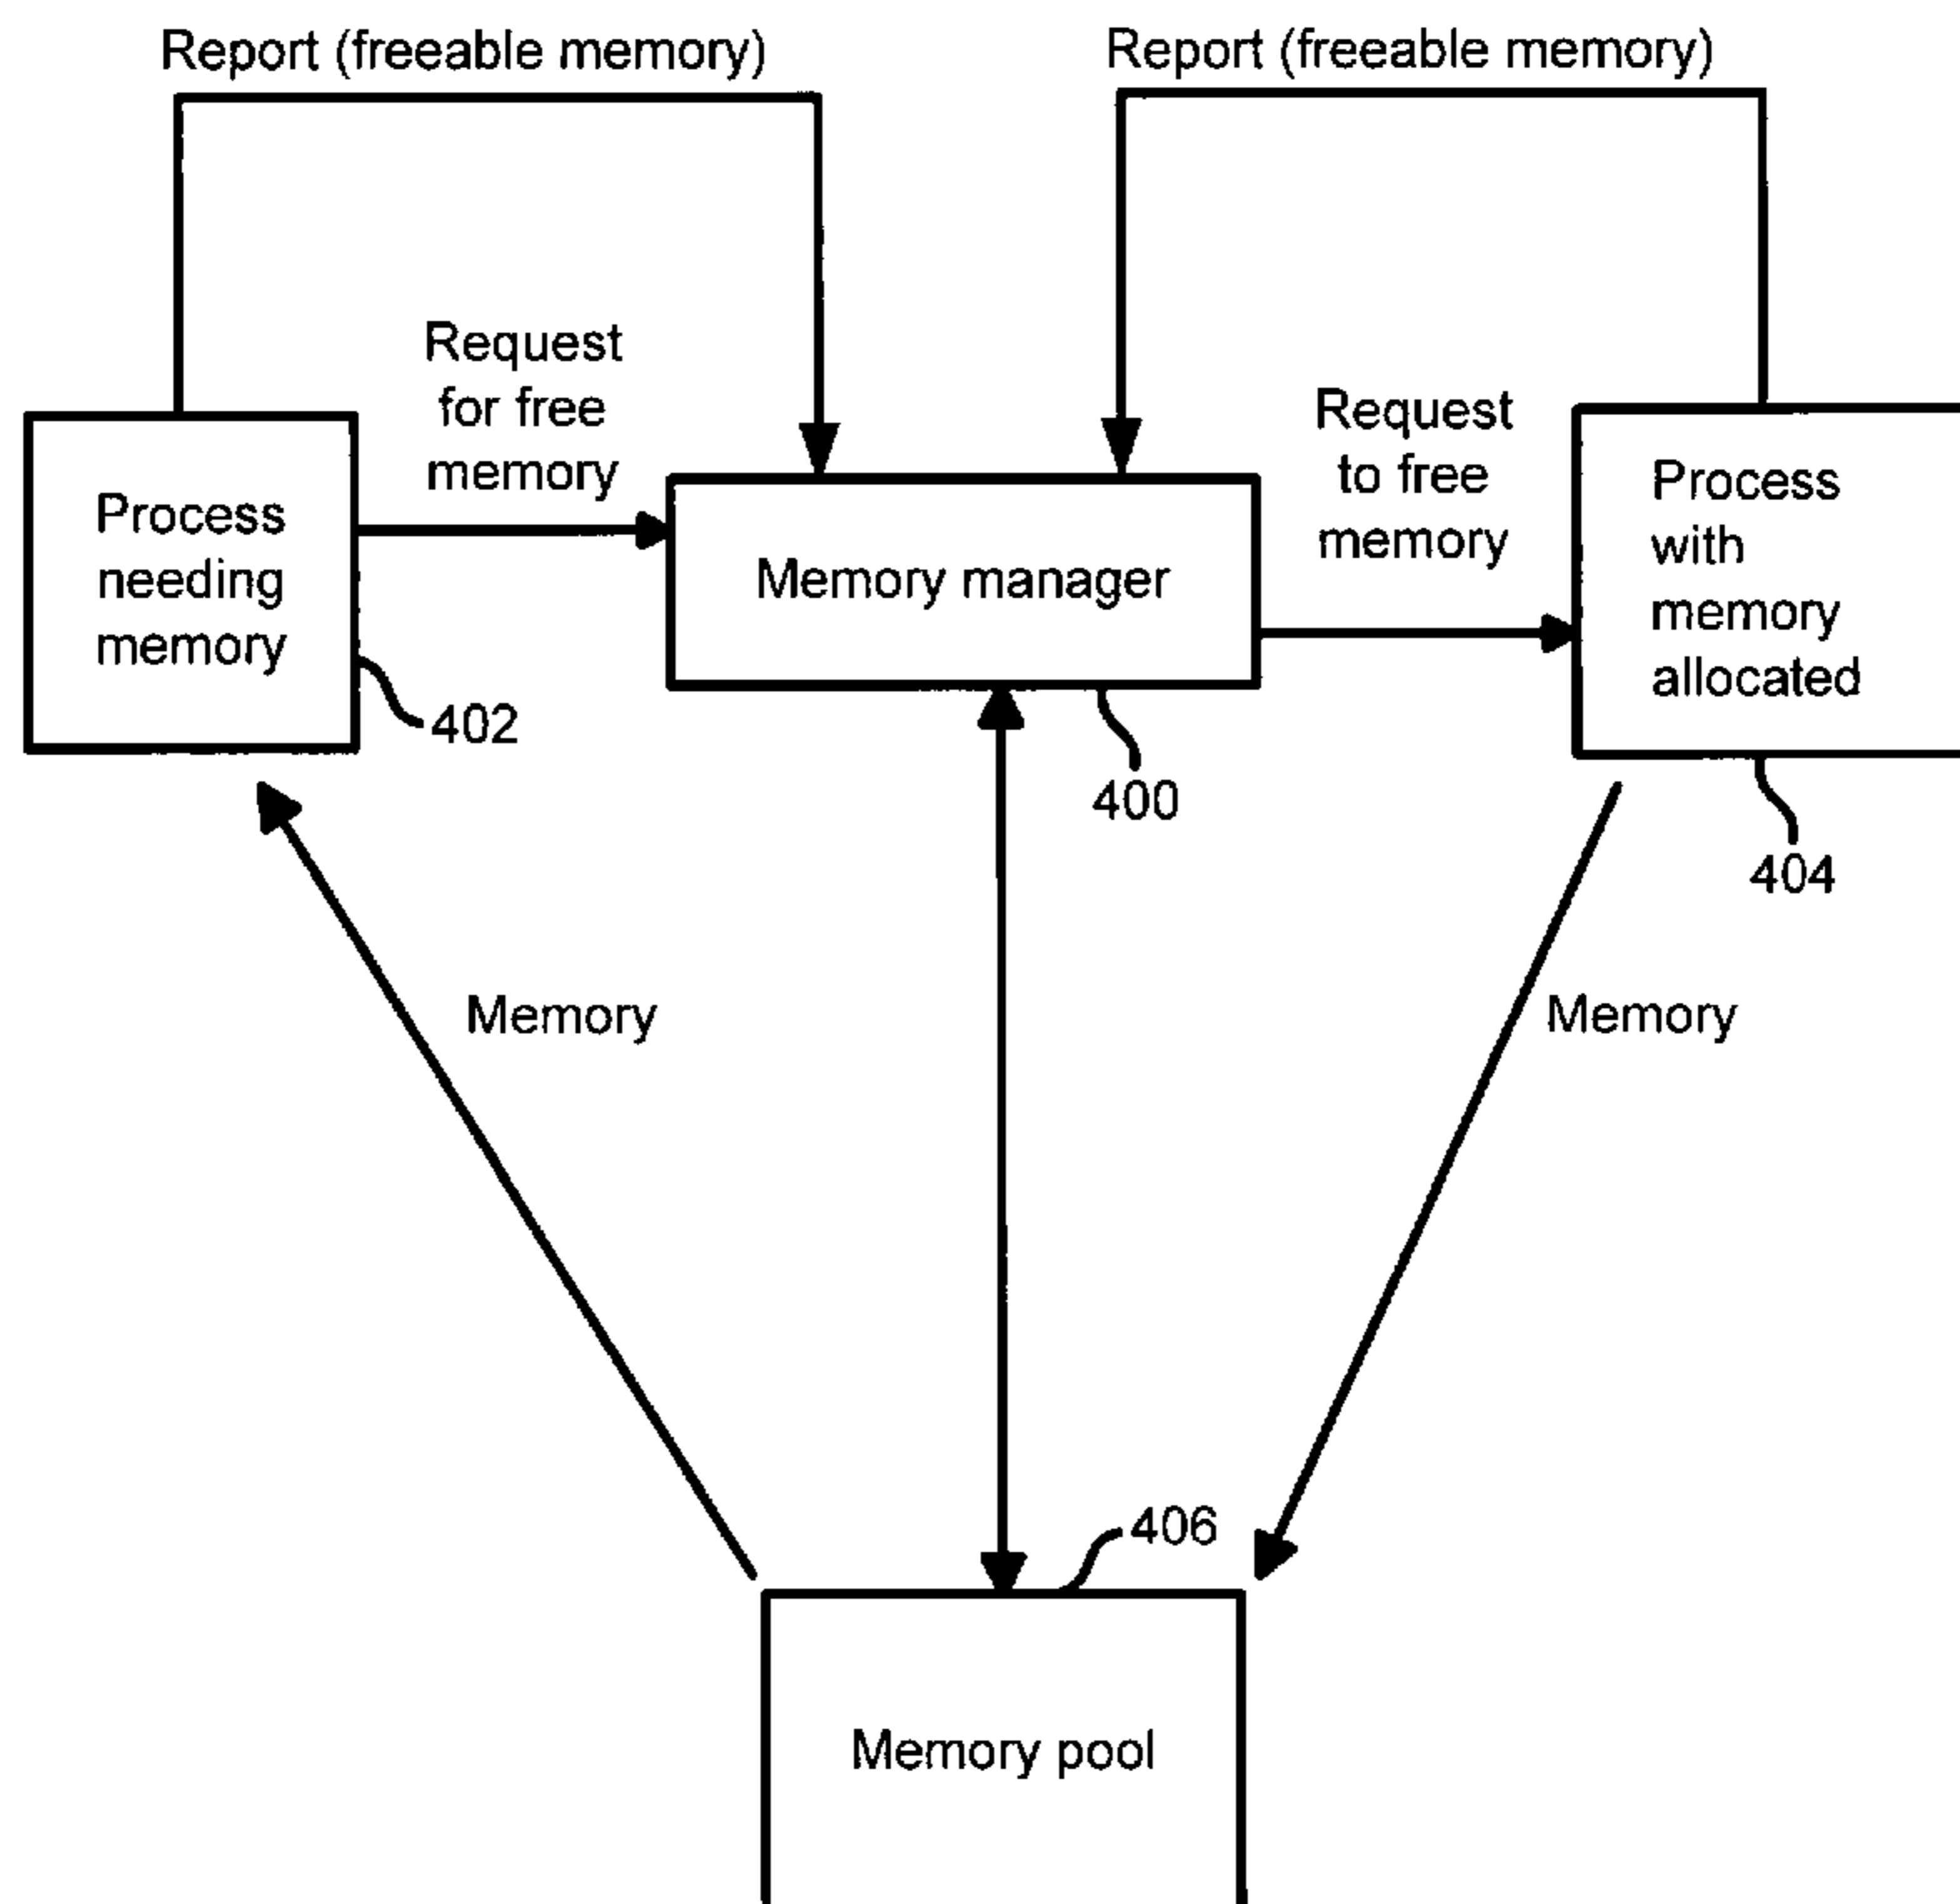 Report (freeable memory)
Report (freeable memory)
Request
for free
memory
Request
to free
memory
Process
needing
memory
Memory manager
Process
with
memory
allocated
402
400
404
Memory
Memory
406
Memory pool